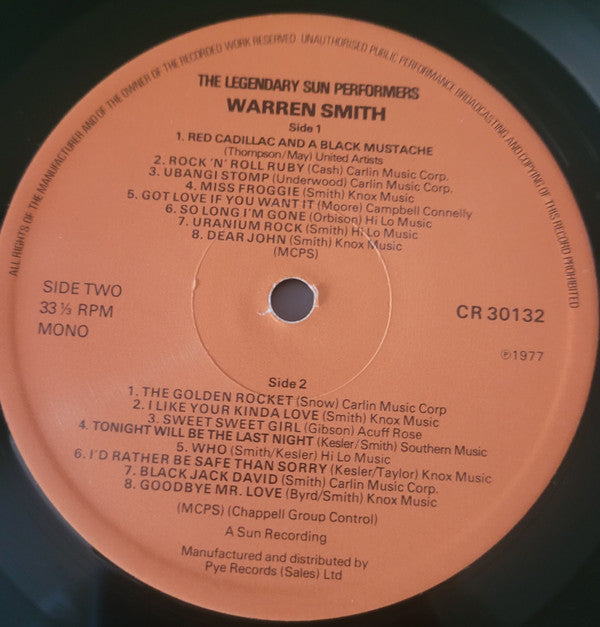 ALL RIGHTS OF THE MANUFACTURER AND OF THE OWNER OF THE RECORDED WORK RESERVED. UNAUTHORISED PUBLIC PERFORMANCE BROADCASTING AND COPYING OF THIS RECORD PROHIBITED
THE LEGENDARY SUN PERFORMERS
WARREN SMITH
Side 1
1. RED CADILLAC AND A BLACK MUSTACHE
(Thompson/May) United Artists
2. ROCK 'N' ROLL RUBY (Cash) Carlin Music Corp.
3. UBANGI STOMP (Underwood) Carlin Music Corp.
4. MISS FROGGIE (Smith) Knox Music
5. GOT LOVE IF YOU WANT IT (Moore) Campbell Connelly
6. SO LONG I'M GONE (Orbison) Hi Lo Music
7. URANIUM ROCK (Smith) Hi Lo Music
8. DEAR JOHN (Smith) Knox Music
(MCPS)
SIDE TWO
33⅓ RPM
MONO
CR 30132
℗1977
Side 2
1. THE GOLDEN ROCKET (Snow) Carlin Music Corp
2. I LIKE YOUR KINDA LOVE (Smith) Knox Music
3. SWEET SWEET GIRL (Gibson) Acuff Rose
4. TONIGHT WILL BE THE LAST NIGHT (Kesler/Smith) Southern Music
5. WHO (Smith/Kesler) Hi Lo Music
6. I'D RATHER BE SAFE THAN SORRY (Kesler/Taylor) Knox Music
7. BLACK JACK DAVID (Smith) Carlin Music Corp.
8. GOODBYE MR. LOVE (Byrd/Smith) Knox Music
(MCPS) (Chappell Group Control)
A Sun Recording
Manufactured and distributed by
Pye Records (Sales) Ltd